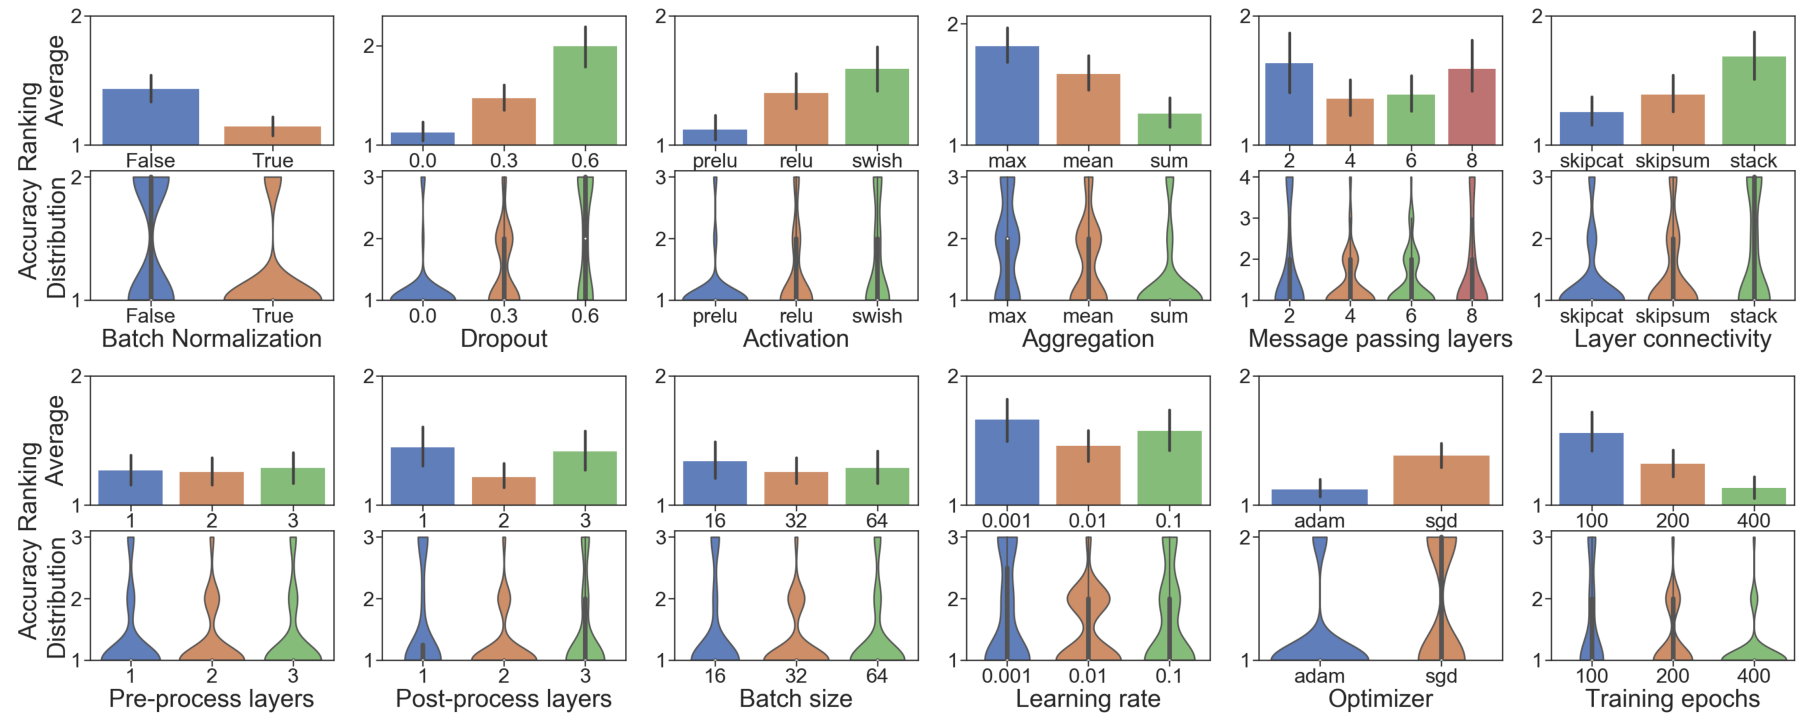 Accuracy Ranking
Average
2 2 2 2 2 2
1 1 1 1 1 1
False True 0.0 0.3 0.6 prelu relu swish max mean sum 2 4 6 8 skipcat skipsum stack
Accuracy Ranking
Distribution
2 3 3 3 4 3
3
2 2 2 2 2
1 1 1 1 1 1
False True 0.0 0.3 0.6 prelu relu swish max mean sum 2 4 6 8 skipcat skipsum stack
Batch Normalization Dropout Activation Aggregation Message passing layers Layer connectivity
Accuracy Ranking
Average
2 2 2 2 2 2
1 1 1 1 1 1
1 2 3 1 2 3 16 32 64 0.001 0.01 0.1 adam sgd 100 200 400
Accuracy Ranking
Distribution
3 3 3 3 2 3
2 2 2 2 2
1 1 1 1 1 1
1 2 3 1 2 3 16 32 64 0.001 0.01 0.1 adam sgd 100 200 400
Pre-process layers Post-process layers Batch size Learning rate Optimizer Training epochs